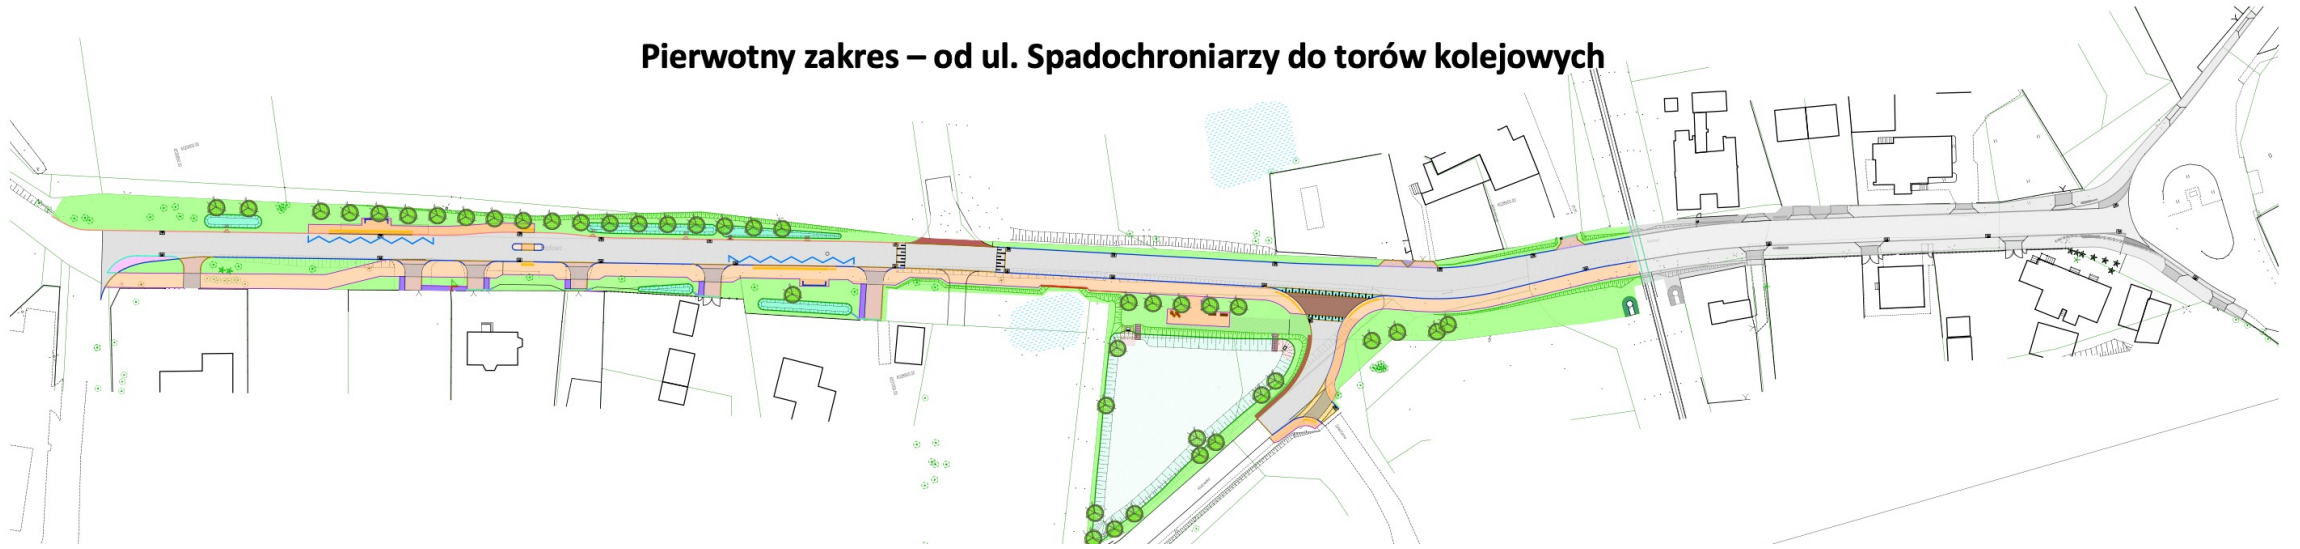 Pierwotny zakres – od ul. Spadochroniarzy do torów kolejowych